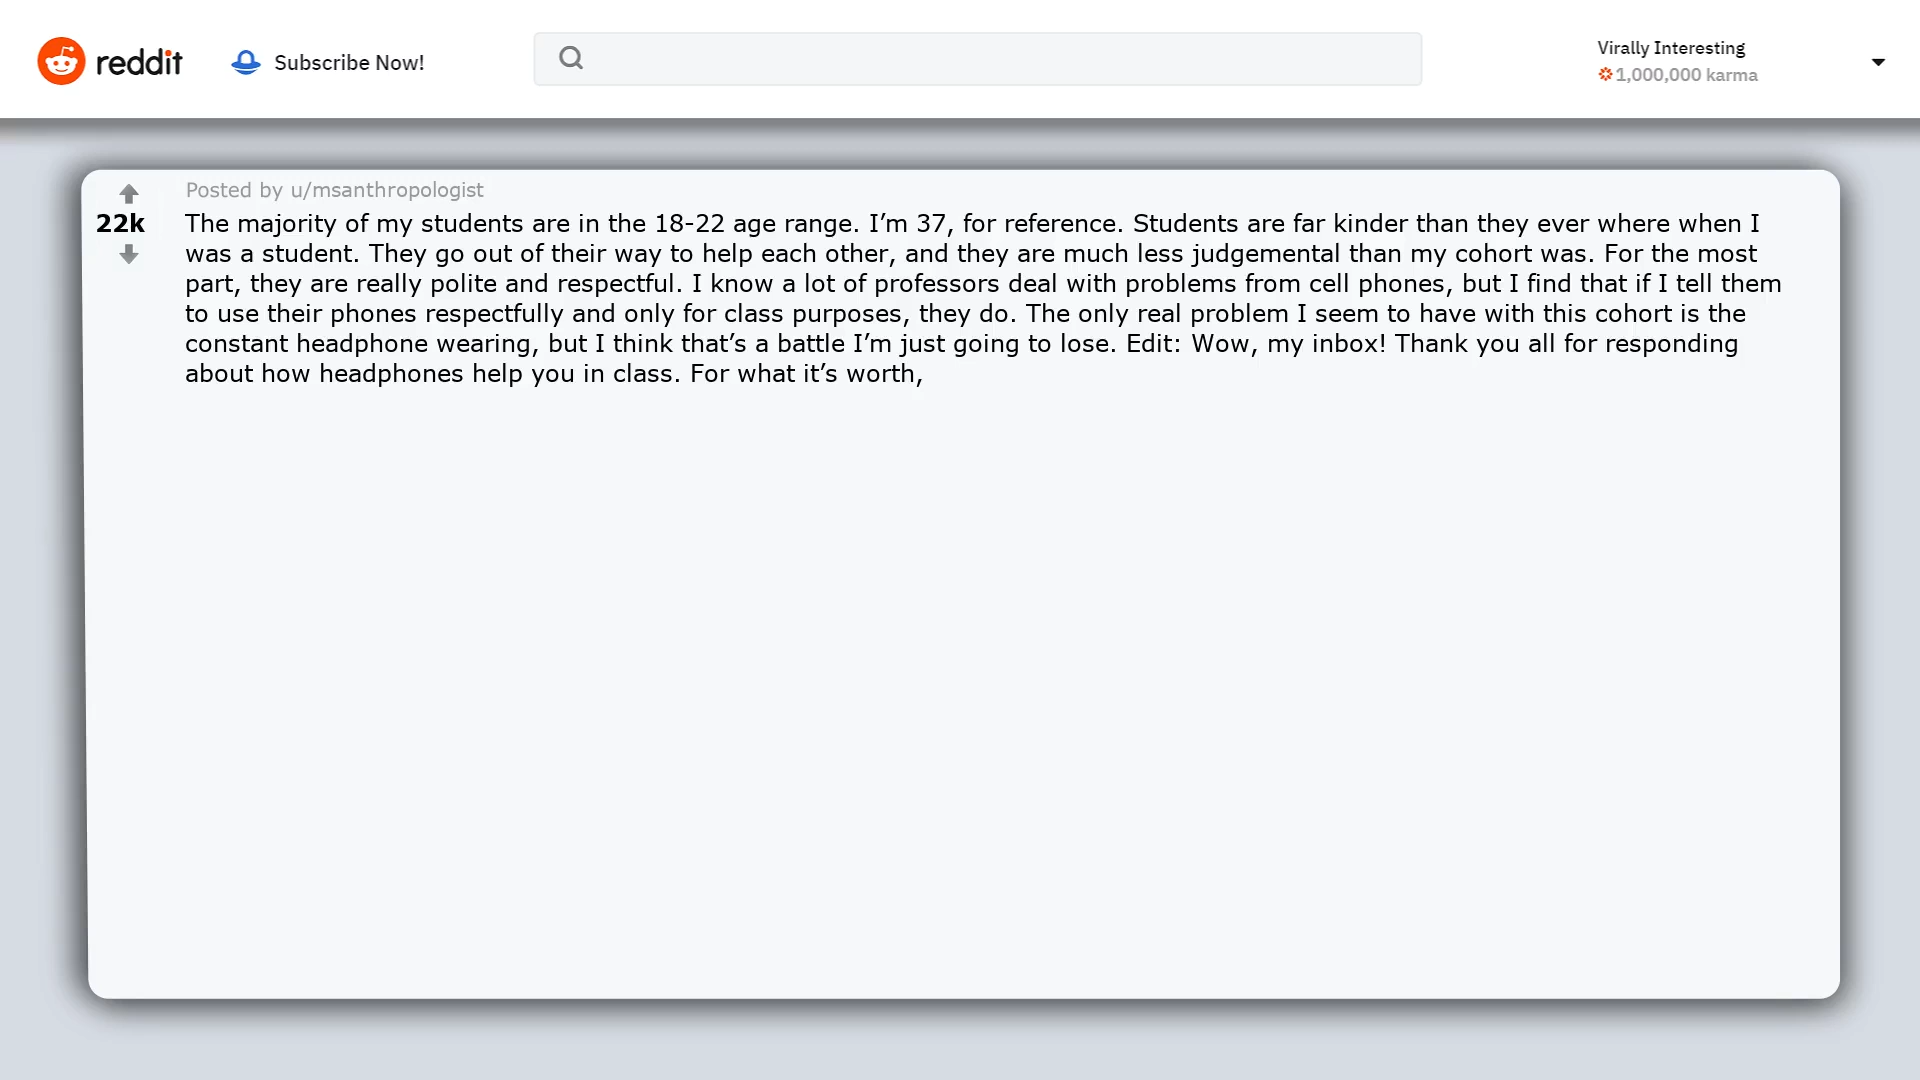 reddit
Subscribe Now!
Virally Interesting
1,000,000 karma
Posted by u/msanthropologist
22k
The majority of my students are in the 18-22 age range. I’m 37, for reference. Students are far kinder than they ever where when I
was a student. They go out of their way to help each other, and they are much less judgemental than my cohort was. For the most
part, they are really polite and respectful. I know a lot of professors deal with problems from cell phones, but I find that if I tell them
to use their phones respectfully and only for class purposes, they do. The only real problem I seem to have with this cohort is the
constant headphone wearing, but I think that’s a battle I’m just going to lose. Edit: Wow, my inbox! Thank you all for responding
about how headphones help you in class. For what it’s worth,